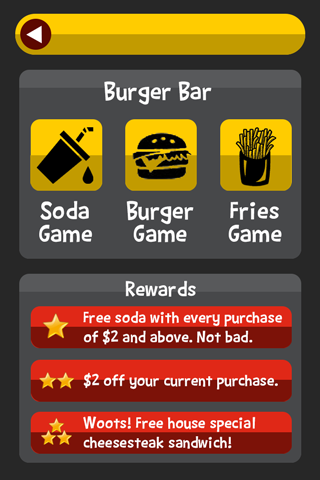 Burger Bar
Soda Game
Burger Game
Fries Game
Rewards
Free soda with every purchase
of $2 and above. Not bad.
$2 off your current purchase.
Woots! Free house special
cheesesteak sandwich!